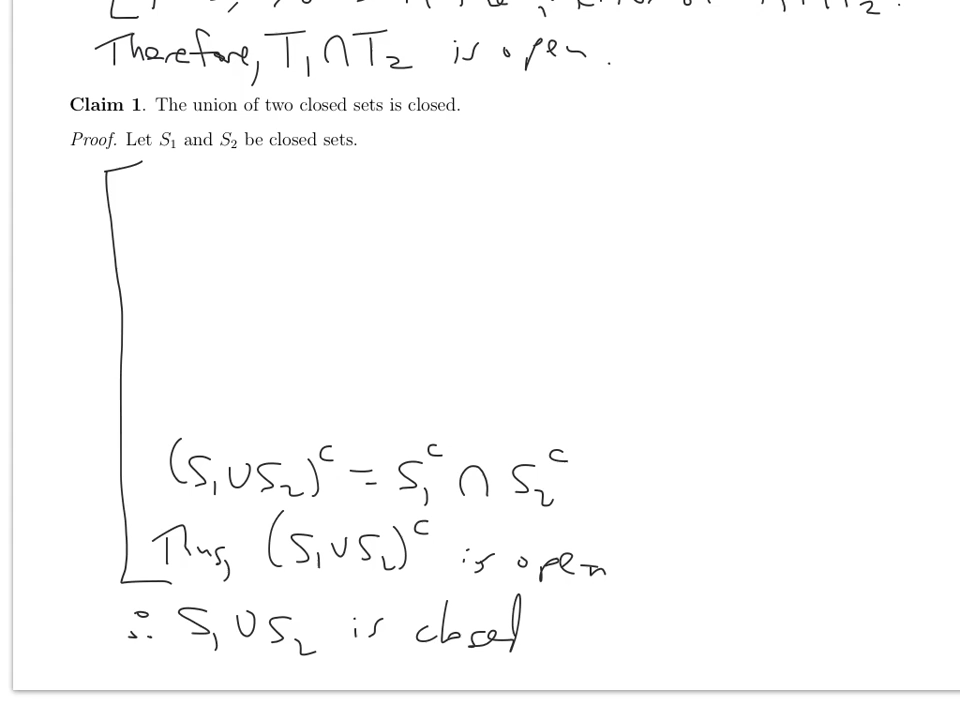 Therefore, T₁∩T₂ is open.
Claim 1. The union of two closed sets is closed.
Proof. Let S₁ and S₂ be closed sets.
(S₁∪S₂)ᶜ = S₁ᶜ ∩ S₂ᶜ
Thus, (S₁∪S₂)ᶜ is open
∴ S₁∪S₂ is closed